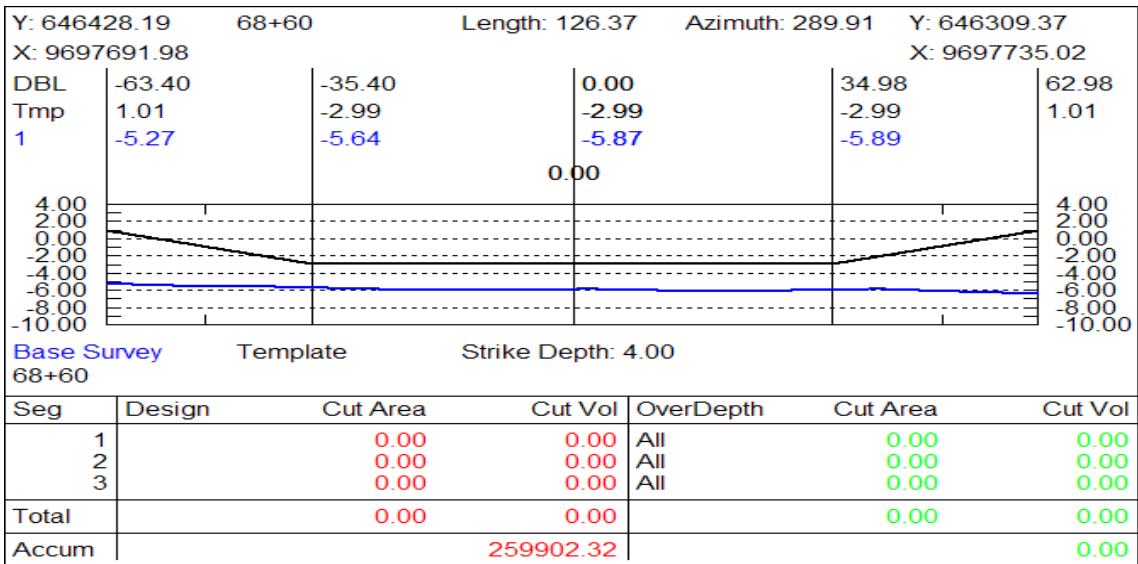 Y: 646428.19 68+60 Length: 126.37 Azimuth: 289.91 Y: 646309.37
X: 9697691.98 X: 9697735.02
DBL -63.40 -35.40 0.00 34.98 62.98
Tmp 1.01 -2.99 -2.99 -2.99 1.01
1 -5.27 -5.64 -5.87 -5.89
0.00
4.00 4.00
2.00 2.00
0.00 0.00
-2.00 -2.00
-4.00 -4.00
-6.00 -6.00
-8.00 -8.00
-10.00 -10.00
Base Survey Template Strike Depth: 4.00
68+60
Seg Design Cut Area Cut Vol OverDepth Cut Area Cut Vol
1 0.00 0.00 All 0.00 0.00
2 0.00 0.00 All 0.00 0.00
3 0.00 0.00 All 0.00 0.00
Total 0.00 0.00 0.00 0.00
Accum 259902.32 0.00